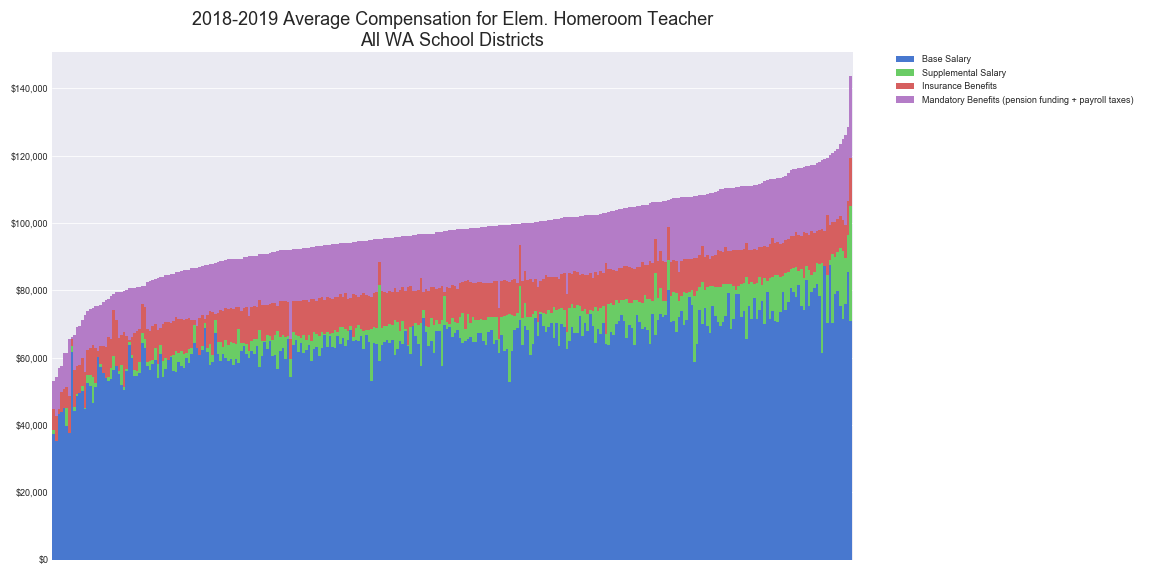 2018-2019 Average Compensation for Elem. Homeroom Teacher
All WA School Districts
Base Salary
Supplemental Salary
Insurance Benefits
Mandatory Benefits (pension funding + payroll taxes)
$140,000
$120,000
$100,000
$80,000
$60,000
$40,000
$20,000
$0